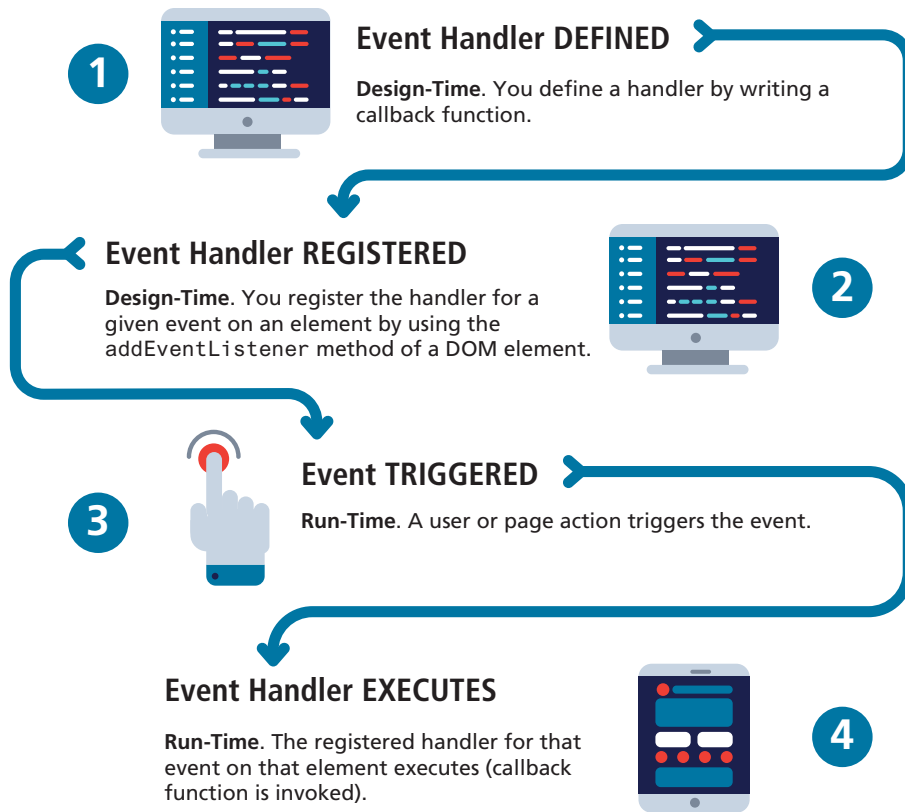 1
Event Handler DEFINED
Design-Time. You define a handler by writing a
callback function.
Event Handler REGISTERED
Design-Time. You register the handler for a
given event on an element by using the
addEventListener method of a DOM element.
2
3
Event TRIGGERED
Run-Time. A user or page action triggers the event.
Event Handler EXECUTES
Run-Time. The registered handler for that
event on that element executes (callback
function is invoked).
4